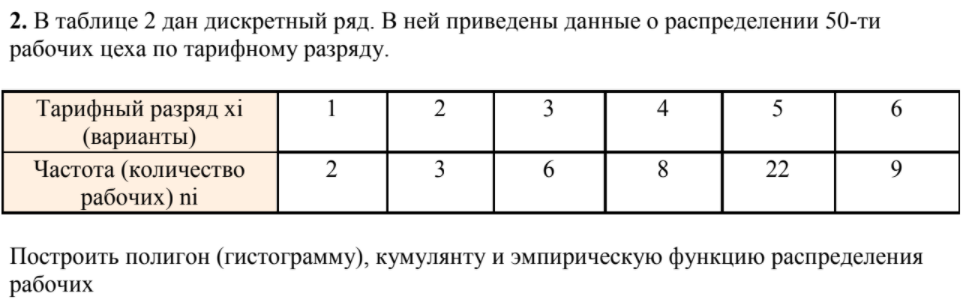 2. В таблице 2 дан дискретный ряд. В ней приведены данные о распределении 50-ти
рабочих цеха по тарифному разряду.
Тарифный разряд xi (варианты) 1 2 3 4 5 6
Частота (количество рабочих) ni 2 3 6 8 22 9
Построить полигон (гистограмму), кумулянту и эмпирическую функцию распределения
рабочих